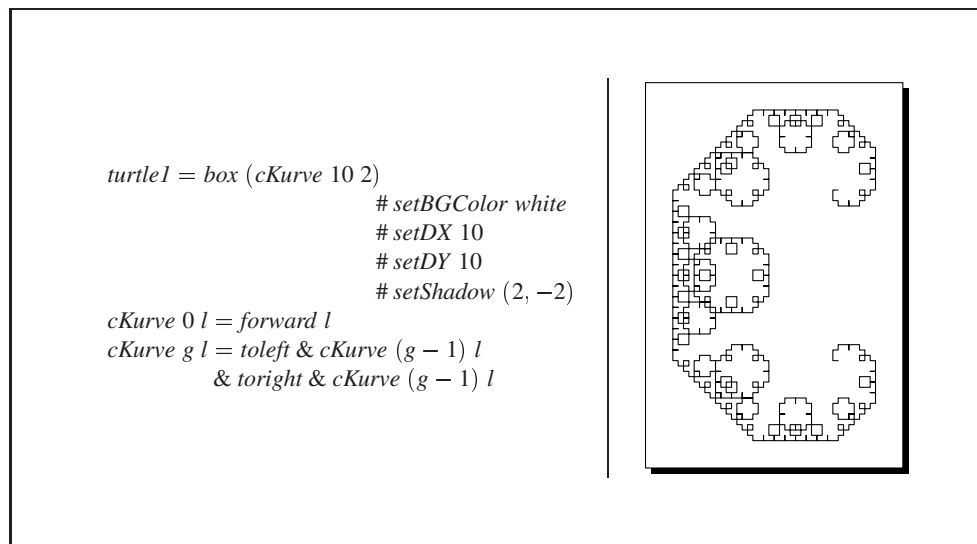 turtle1 = box (cKurve 10 2)
# setBGColor white
# setDX 10
# setDY 10
# setShadow (2, −2)
cKurve 0 l = forward l
cKurve g l = toleft & cKurve (g − 1) l
& toright & cKurve (g − 1) l